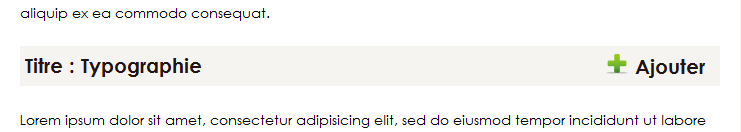 aliquip ex ea commodo consequat.
Titre : Typographie Ajouter
Lorem ipsum dolor sit amet, consectetur adipisicing elit, sed do eiusmod tempor incididunt ut labore